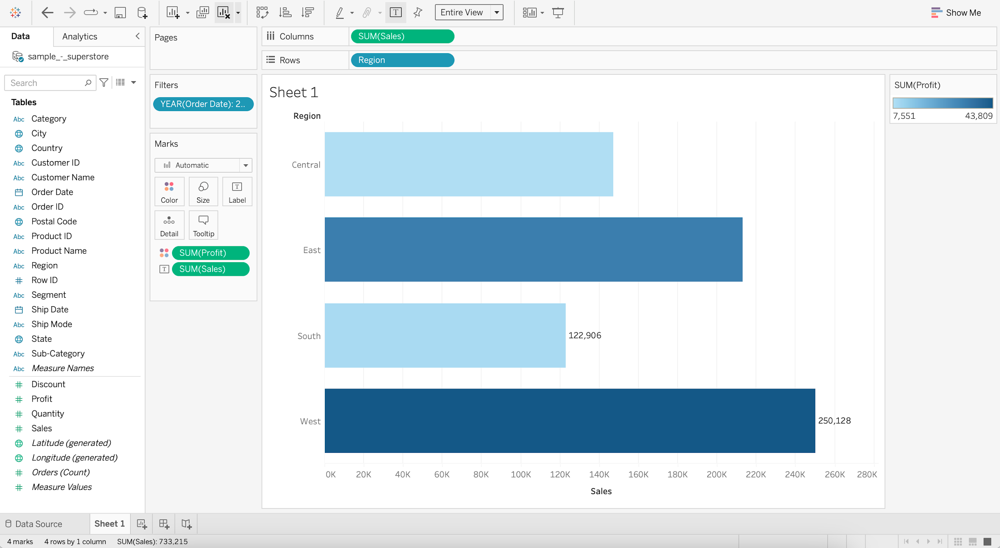 Entire View
Show Me
Data
Analytics
sample_-_superstore
Search
Tables
Abc Category
City
Country
Abc Customer ID
Abc Customer Name
Order Date
Abc Order ID
Postal Code
Abc Product ID
Abc Product Name
Abc Region
Row ID
Abc Segment
Ship Date
Abc Ship Mode
State
Abc Sub-Category
Abc Measure Names
Discount
Profit
Quantity
Sales
Latitude (generated)
Longitude (generated)
Orders (Count)
Measure Values
Pages
Filters
YEAR(Order Date): 2..
Marks
Automatic
Color Size Label
Detail Tooltip
SUM(Profit)
SUM(Sales)
Columns SUM(Sales)
Rows Region
Sheet 1
Region
Central
East
South 122,906
West 250,128
0K 20K 40K 60K 80K 100K 120K 140K 160K 180K 200K 220K 240K 260K 280K
Sales
SUM(Profit)
7,551 43,809
Data Source Sheet 1
4 marks 4 rows by 1 column SUM(Sales): 733,215